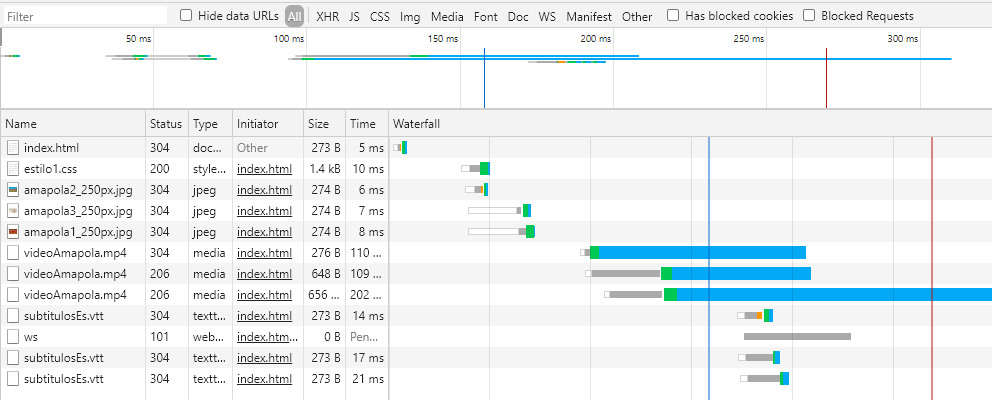 Filter Hide data URLs All XHR JS CSS Img Media Font Doc WS Manifest Other Has blocked cookies Blocked Requests
50 ms 100 ms 150 ms 200 ms 250 ms 300 ms
Name Status Type Initiator Size Time Waterfall
index.html 304 doc... Other 273 B 5 ms
estilo1.css 200 style... index.html 1.4 kB 10 ms
amapola2_250px.jpg 304 jpeg index.html 274 B 6 ms
amapola3_250px.jpg 304 jpeg index.html 274 B 7 ms
amapola1_250px.jpg 304 jpeg index.html 274 B 8 ms
videoAmapola.mp4 304 media index.html 276 B 110 ...
videoAmapola.mp4 206 media index.html 648 B 109 ...
videoAmapola.mp4 206 media index.html 656 ... 202 ...
subtitulosEs.vtt 304 textt... index.html 273 B 14 ms
ws 101 web... index.htm... 0 B Pen...
subtitulosEs.vtt 304 textt... index.html 273 B 17 ms
subtitulosEs.vtt 304 textt... index.html 273 B 21 ms